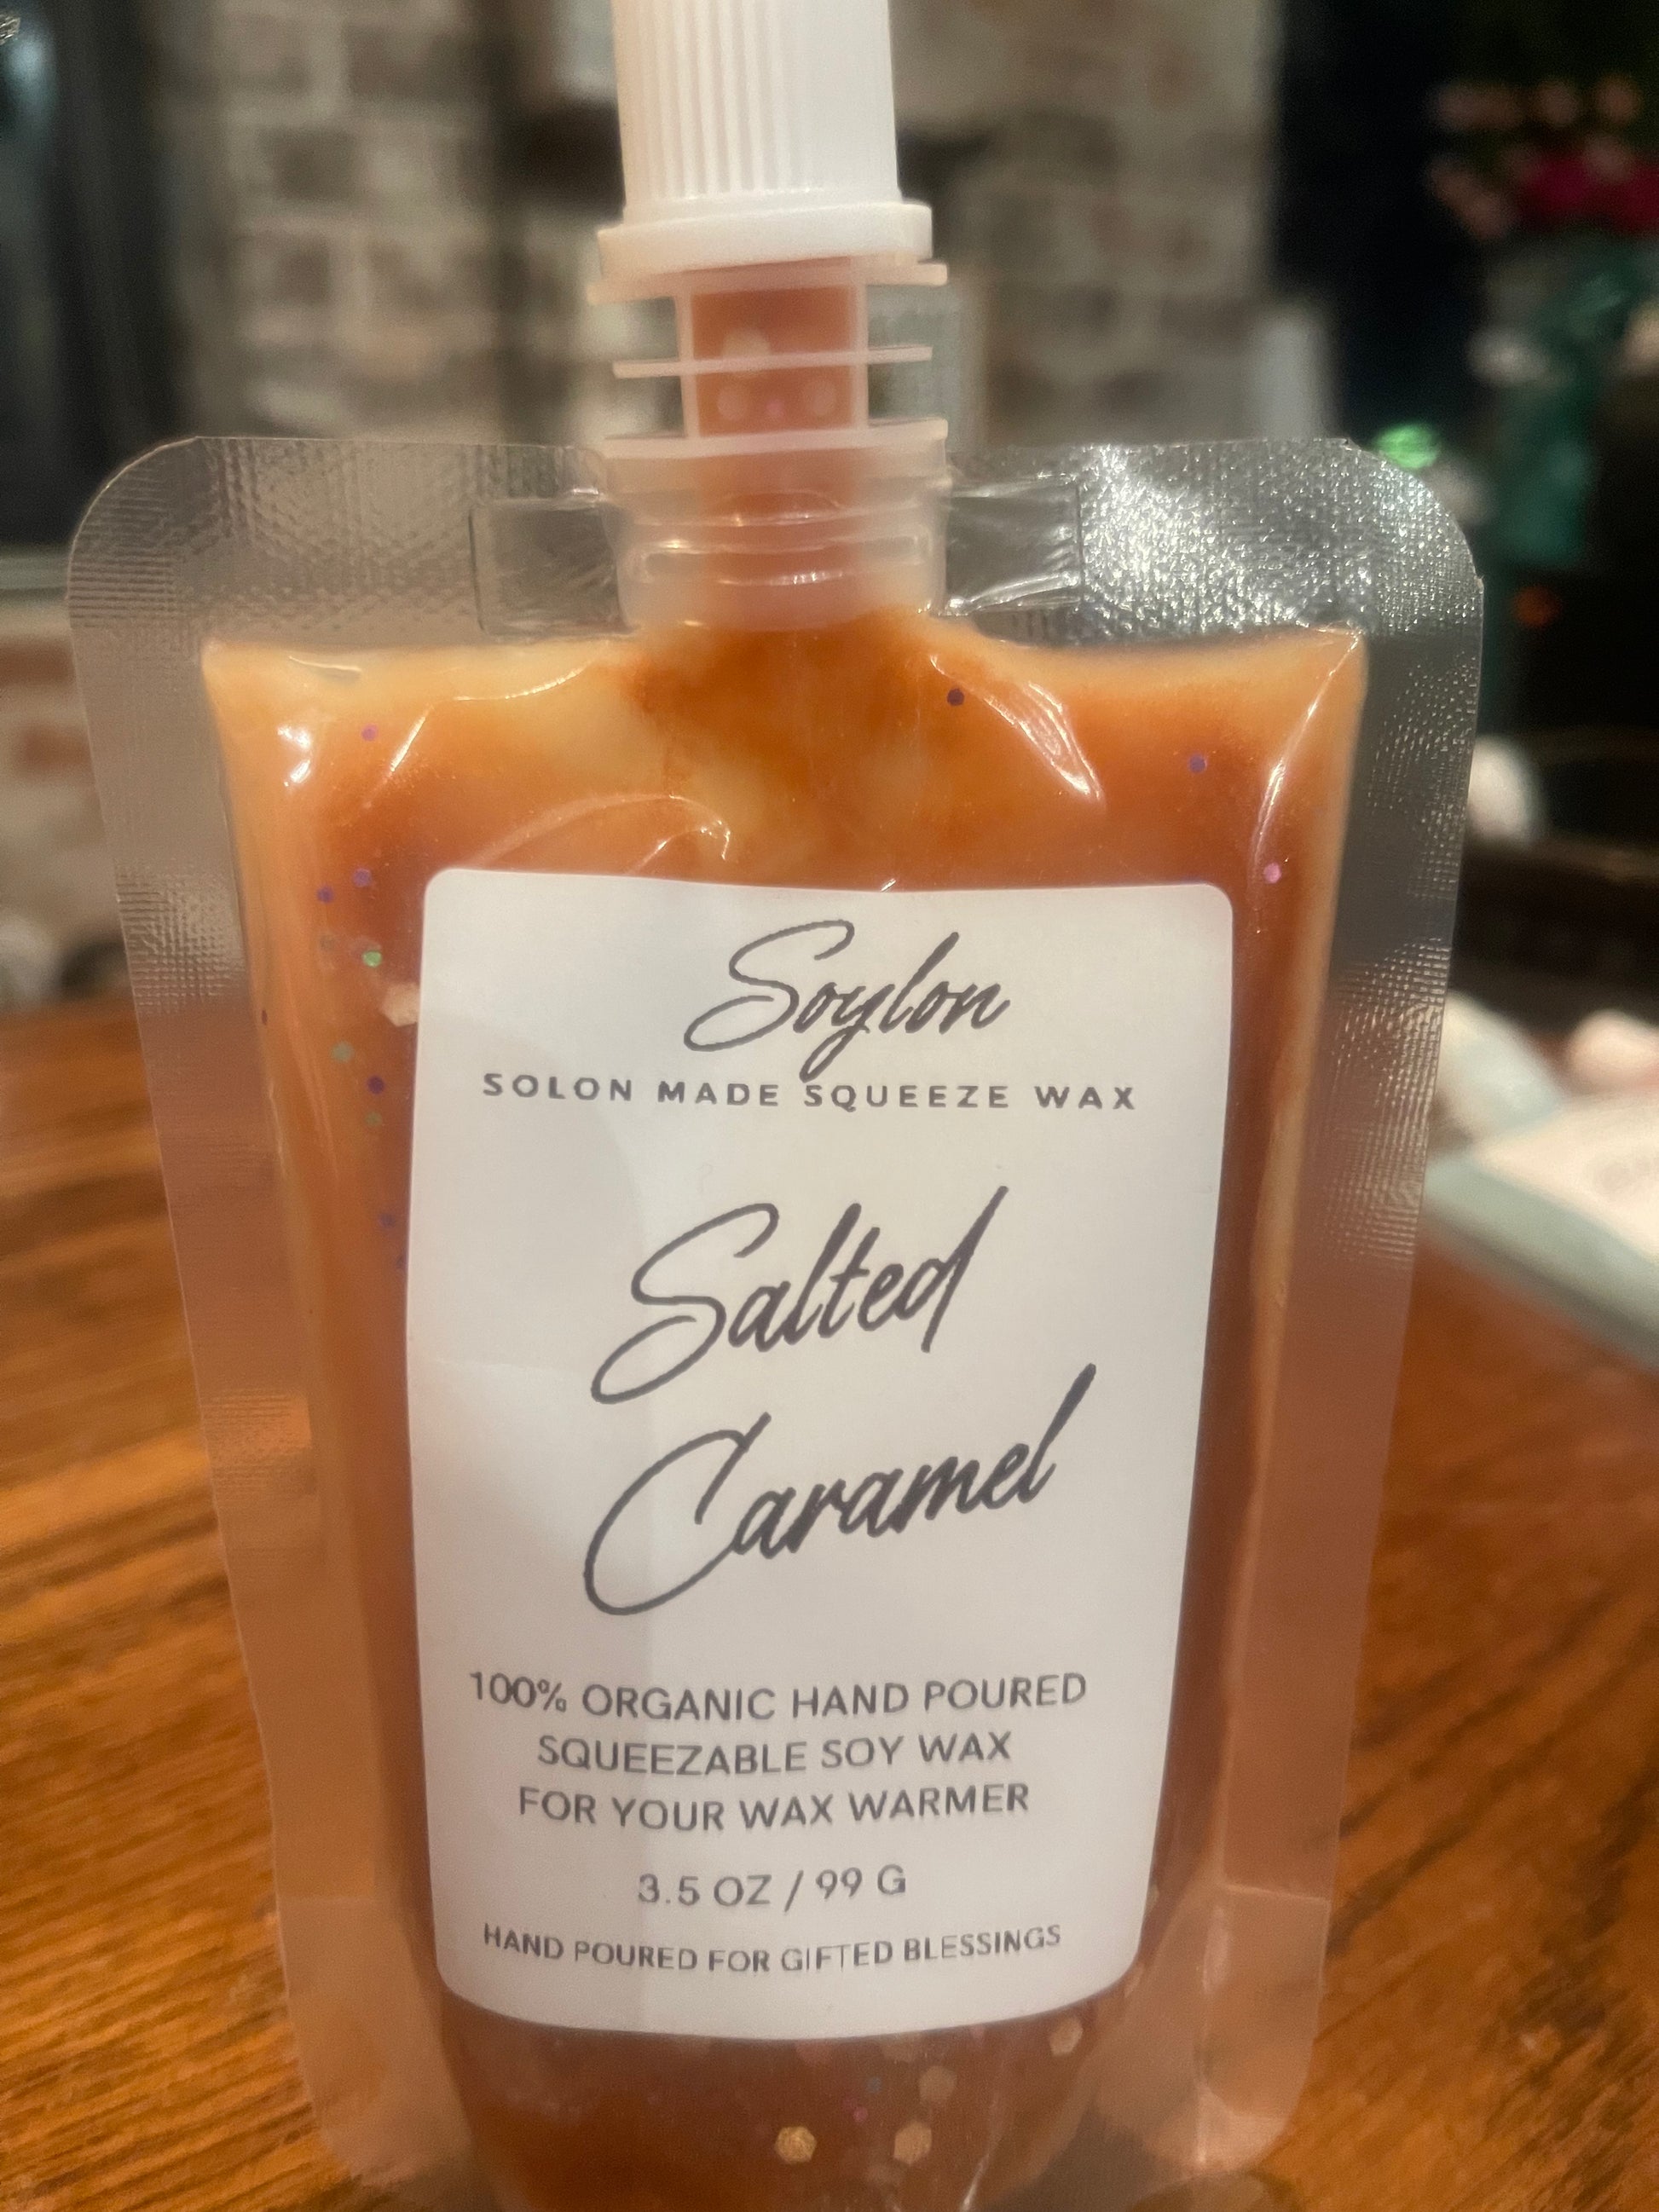 Soylon
SOLON MADE SQUEEZE WAX
Salted
Caramel
100% ORGANIC HAND POURED
SQUEEZABLE SOY WAX
FOR YOUR WAX WARMER
3.5 OZ / 99 G
HAND POURED FOR GIFTED BLESSINGS